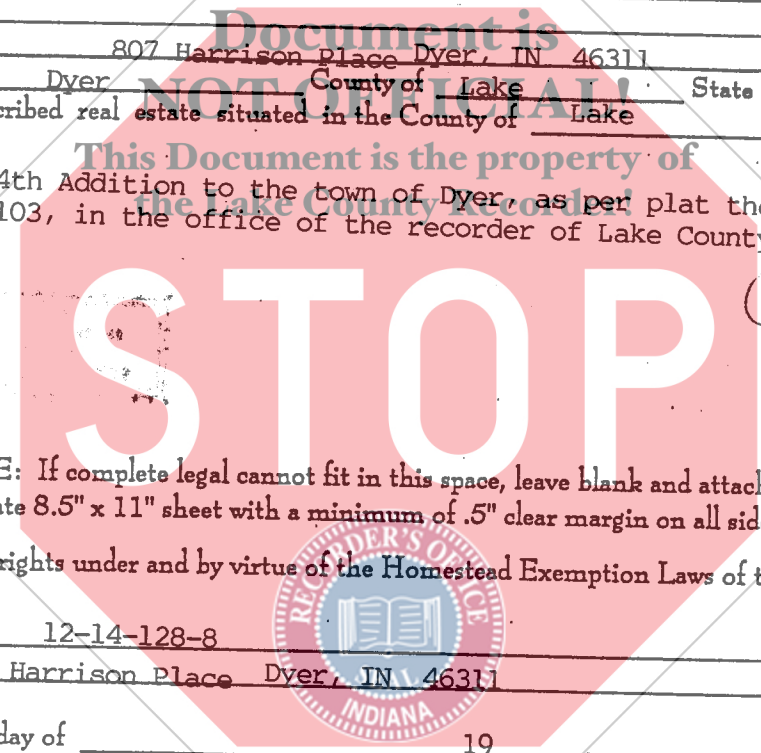 Document is
807 Harrison Place Dyer, IN 46311
Dyer County of Lake State
NOT OFFICIAL!
cribed real estate situated in the County of Lake
This Document is the property of
4th Addition to the town of Dyer, as per plat the
the Lake County Recorder!
103, in the office of the recorder of Lake County
STOP
E: If complete legal cannot fit in this space, leave blank and attach
ate 8.5" x 11" sheet with a minimum of .5" clear margin on all sid
rights under and by virtue of the Homestead Exemption Laws of t
RECORDER'S OFFICE
SEAL
INDIANA
12-14-128-8
Harrison Place Dyer, IN 46311
day of 19